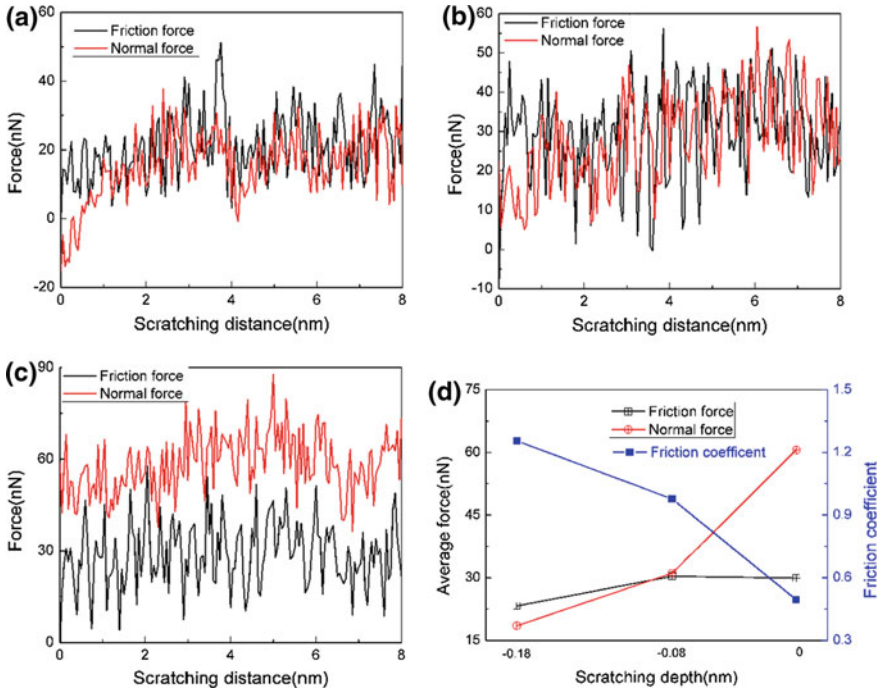 (a)
Friction force
Normal force
60
40
20
0
-20
Force(nN)
0 2 4 6 8
Scratching distance(nm)
(b)
Friction force
Normal force
60
50
40
30
20
10
0
-10
Force(nN)
0 1 2 3 4 5 6 7 8
Scratching distance(nm)
(c)
Friction force
Normal force
90
60
30
0
Force(nN)
0 2 4 6 8
Scratching distance(nm)
(d)
Friction force
Normal force
Friction coefficent
75
60
45
30
15
Average force(nN)
1.5
1.2
0.9
0.6
0.3
Friction coefficient
-0.18 -0.08 0
Scratching depth(nm)